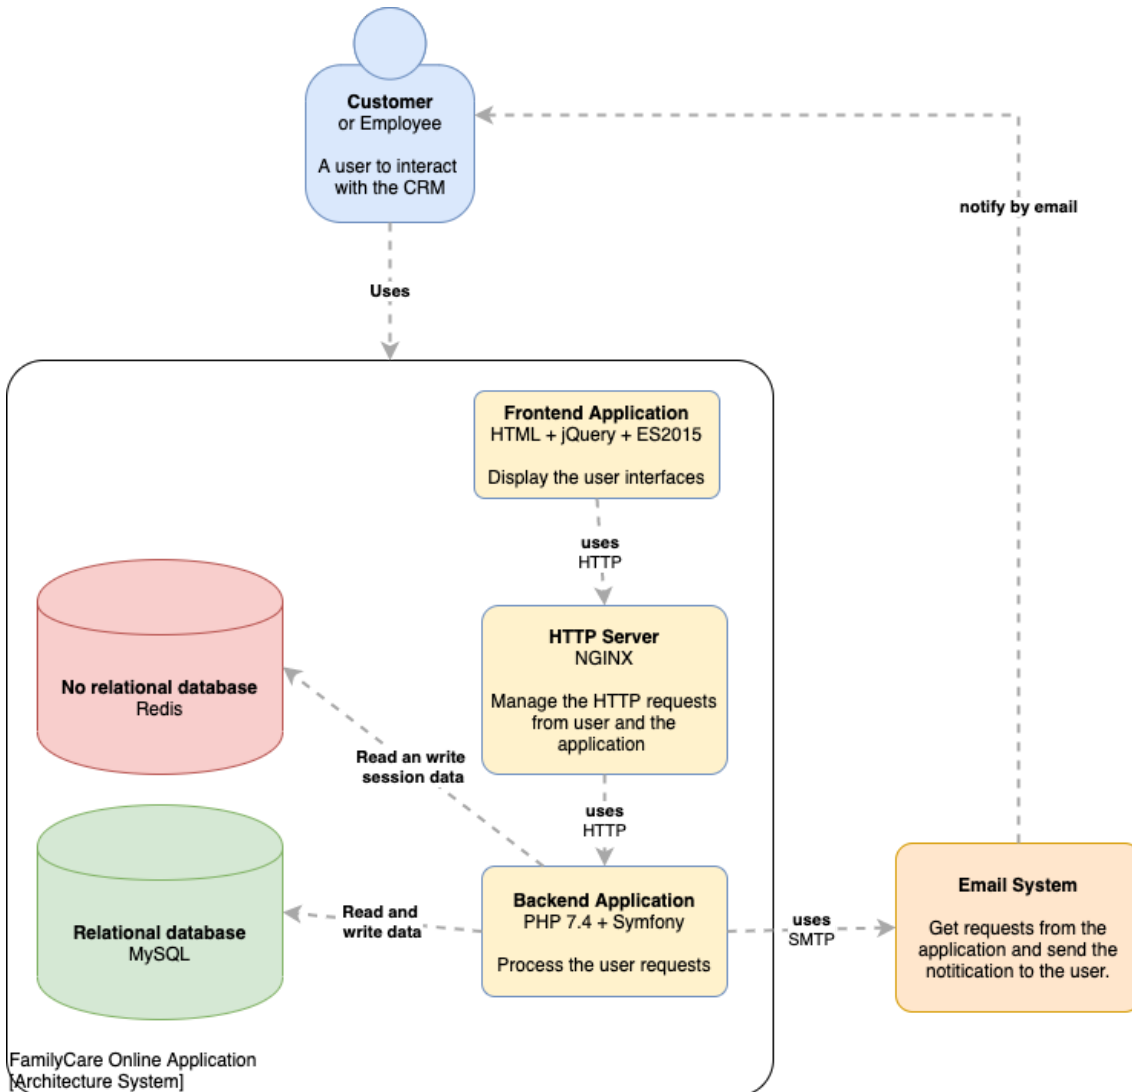 Customer
or Employee
A user to interact
with the CRM
notify by email
Uses
Frontend Application
HTML + jQuery + ES2015
Display the user interfaces
uses
HTTP
HTTP Server
NGINX
Manage the HTTP requests
from user and the
application
No relational database
Redis
Read an write
session data
uses
HTTP
Backend Application
PHP 7.4 + Symfony
Process the user requests
Read and
write data
Relational database
MySQL
uses
SMTP
Email System
Get requests from the
application and send the
notitication to the user.
FamilyCare Online Application
[Architecture System]